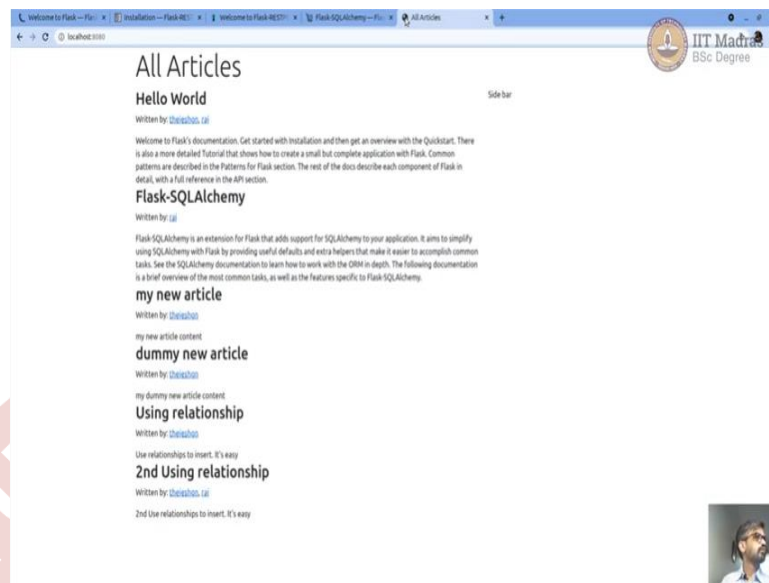 Welcome to Flask — Flas
Installation — Flask-REST
Welcome to Flask-RESTFU
Flask-SQLAlchemy — Flas
All Articles
localhost:8080
IIT Madras
BSc Degree
All Articles
Hello World
Side bar
Written by: thejeshgn, raj
Welcome to Flask's documentation. Get started with Installation and then get an overview with the Quickstart. There
is also a more detailed Tutorial that shows how to create a small but complete application with Flask. Common
patterns are described in the Patterns for Flask section. The rest of the docs describe each component of Flask in
detail, with a full reference in the API section.
Flask-SQLAlchemy
Written by: raj
Flask-SQLAlchemy is an extension for Flask that adds support for SQLAlchemy to your application. It aims to simplify
using SQLAlchemy with Flask by providing useful defaults and extra helpers that make it easier to accomplish common
tasks. See the SQLAlchemy documentation to learn how to work with the ORM in depth. The following documentation
is a brief overview of the most common tasks, as well as the features specific to Flask-SQLAlchemy.
my new article
Written by: thejeshgn
my new article content
dummy new article
Written by: thejeshgn
my dummy new article content
Using relationship
Written by: thejeshgn
Use relationships to insert. It's easy
2nd Using relationship
Written by: thejeshgn, raj
2nd Use relationships to insert. It's easy